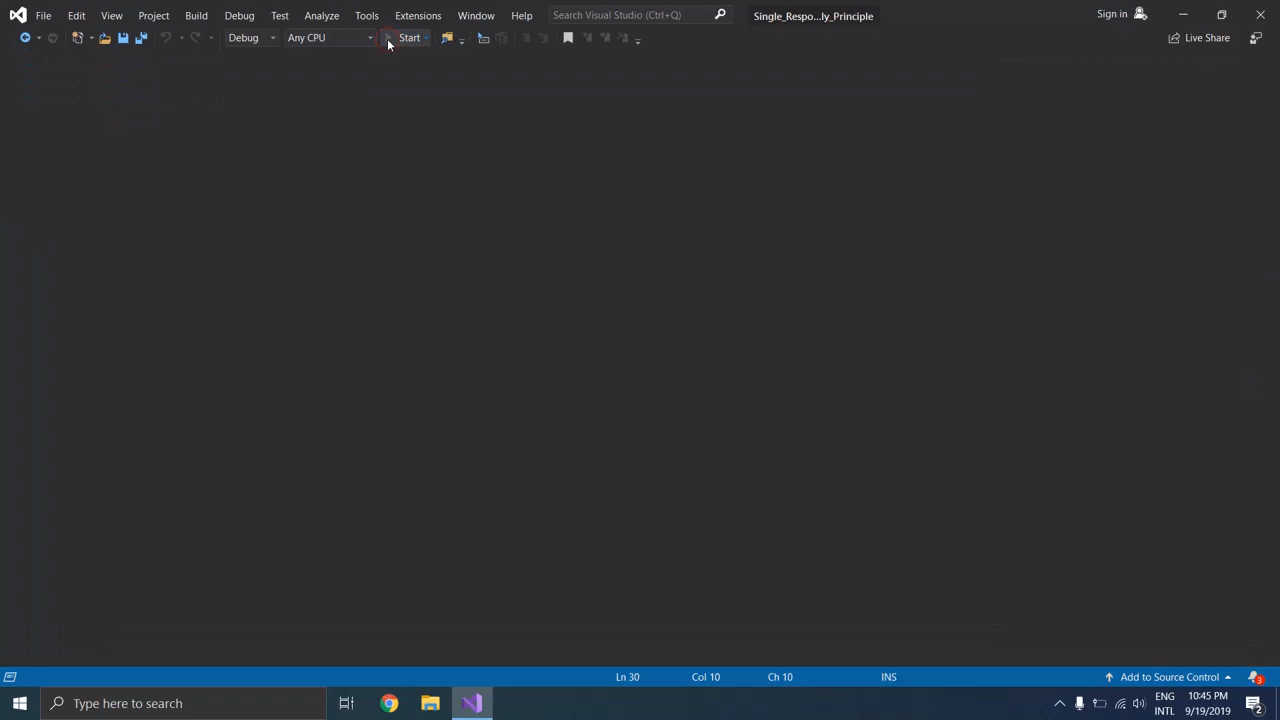 File Edit View Project Build Debug Test Analyze Tools Extensions Window Help Search Visual Studio (Ctrl+Q) Single_Respo...ly_Principle Sign in
Debug Any CPU Start Live Share
Ln 30 Col 10 Ch 10 INS Add to Source Control 3
Type here to search ENG 10:45 PM
INTL 9/19/2019 2